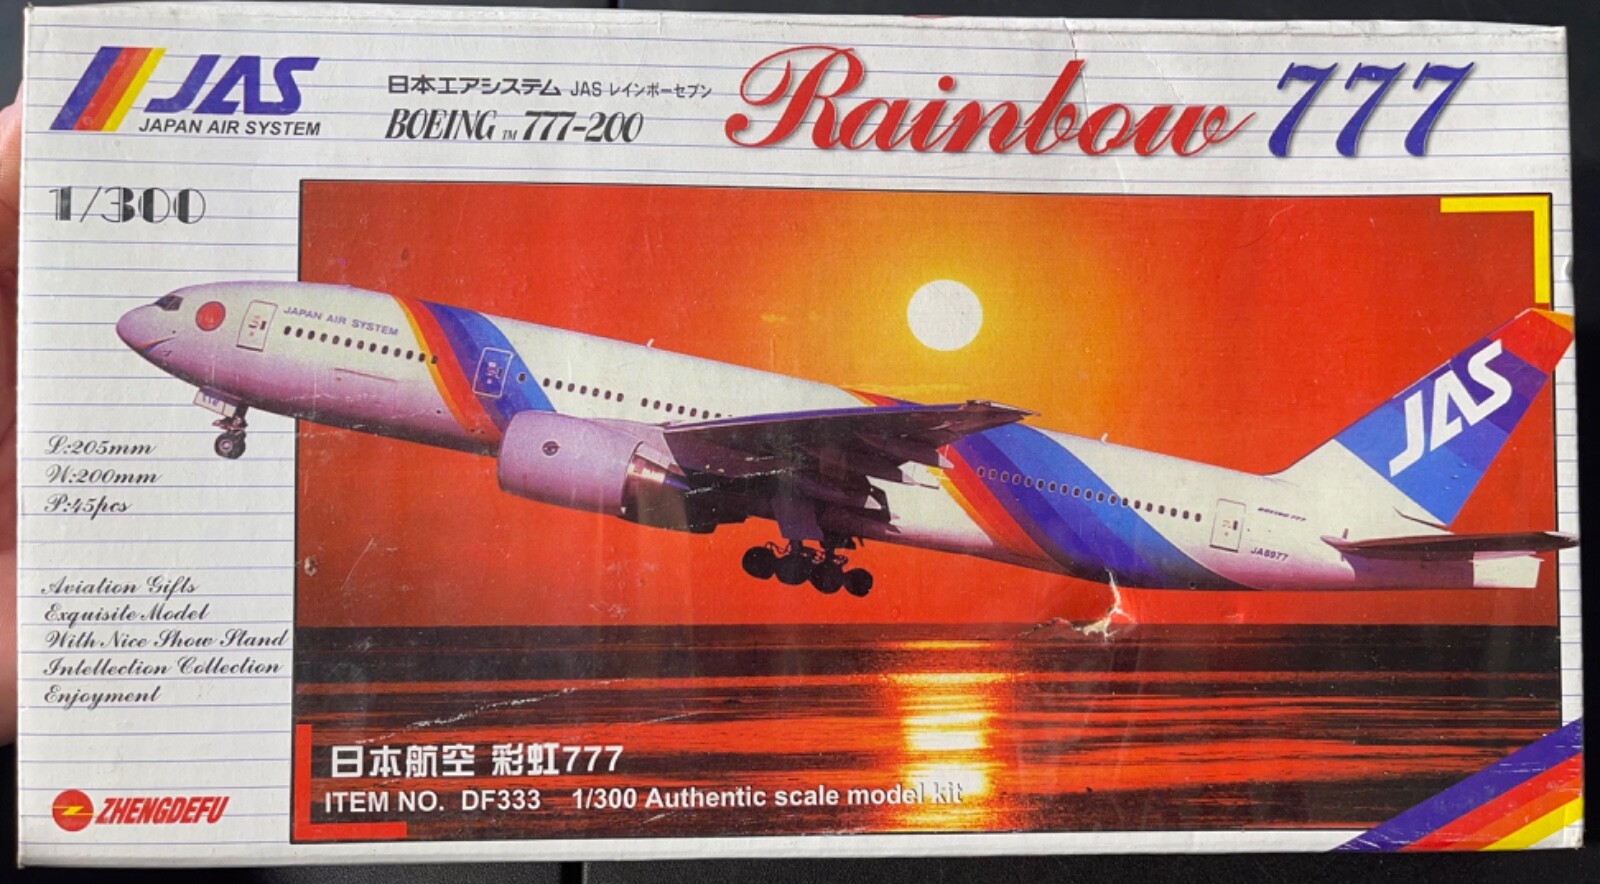 JAS
JAPAN AIR SYSTEM
日本エアシステム JAS レインボーセブン
BOEING TM 777-200
Rainbow 777
1/300
JAPAN AIR SYSTEM
JAS
BOEING 777
JA8977
L:205mm
W:200mm
P:45pcs
Aviation Gifts
Exquisite Model
With Nice Show Stand
Intellection Collection
Enjoyment
日本航空 彩虹777
ITEM NO. DF333 1/300 Authentic scale model kit
ZHENGDEFU